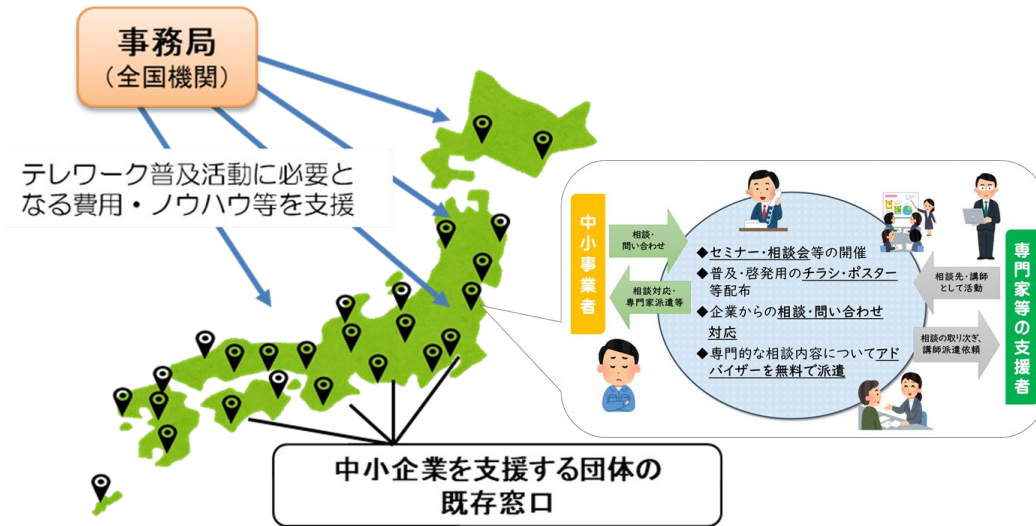 事務局
（全国機関）
テレワーク普及活動に必要と
なる費用・ノウハウ等を支援
中小事業者
相談・
問い合わせ
相談対応・
専門家派遣等
◆セミナー・相談会等の開催
◆普及・啓発用のチラシ・ポスター
等配布
◆企業からの相談・問い合わせ
対応
◆専門的な相談内容についてアド
バイザーを無料で派遣
相談先・講師
として活動
相談の取り次ぎ、
講師派遣依頼
専門家等の支援者
中小企業を支援する団体の
既存窓口